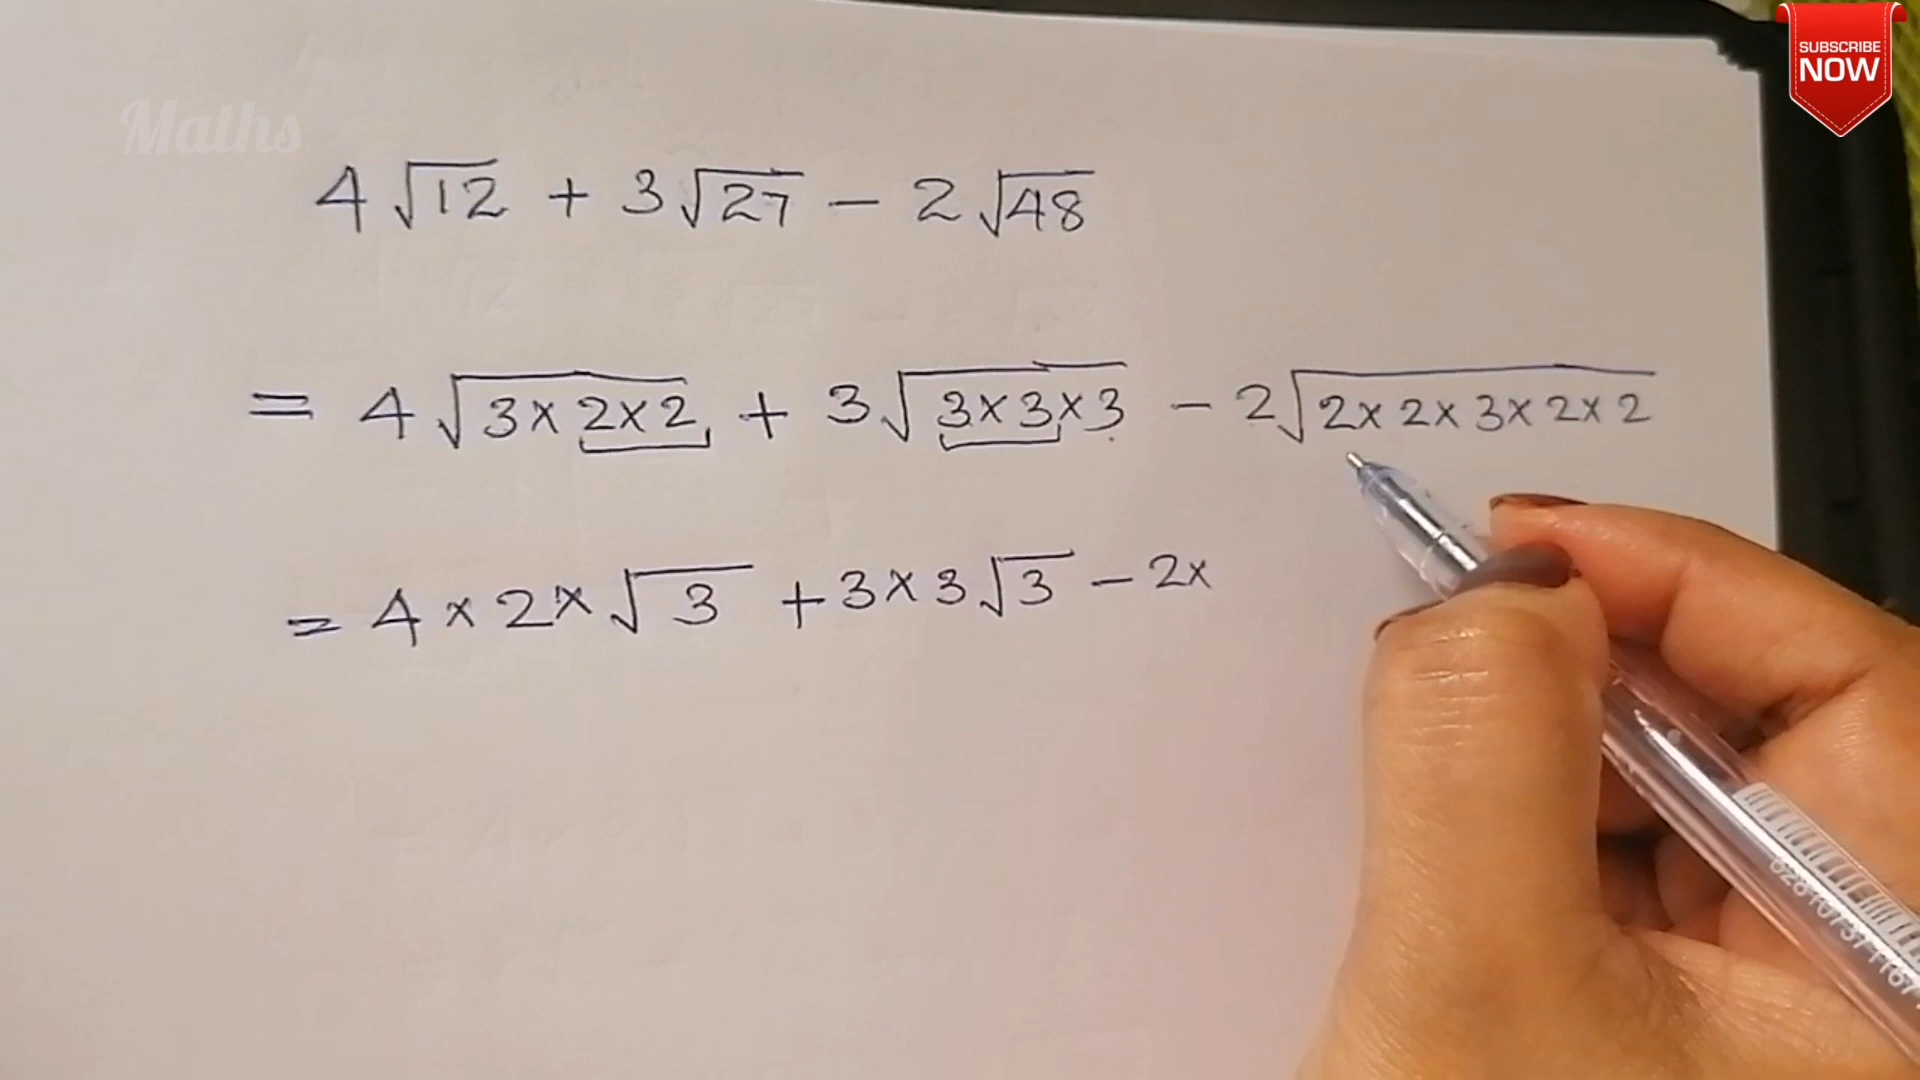 SUBSCRIBE
NOW
Maths
4√12 + 3√27 - 2√48
= 4√3×2×2 + 3√3×3×3 - 2√2×2×3×2×2
= 4×2×√3 + 3×3√3 - 2×